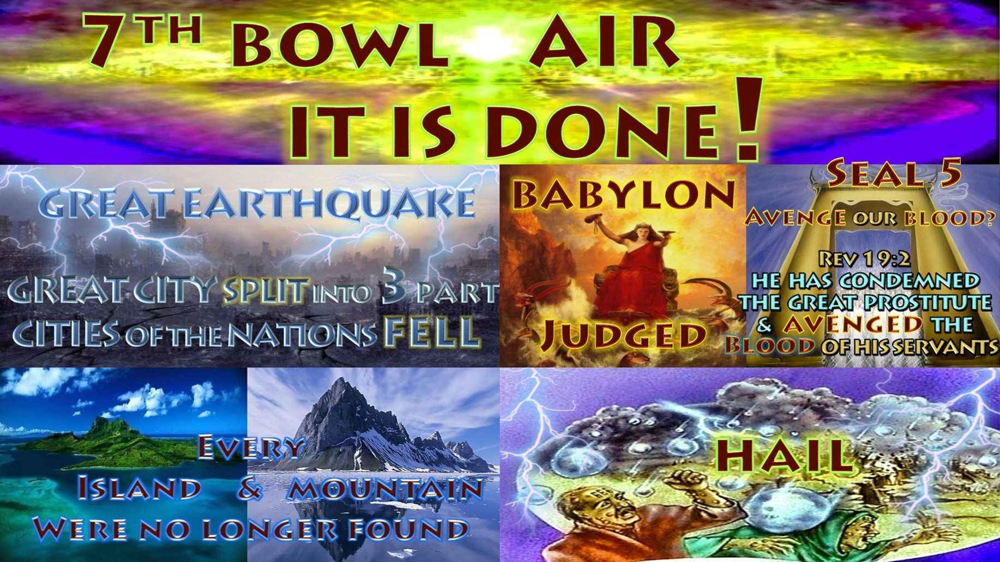 7TH BOWL AIR
IT IS DONE!
GREAT EARTHQUAKE
GREAT CITY SPLIT INTO 3 PART
CITIES OF THE NATIONS FELL
BABYLON
JUDGED
SEAL 5
AVENGE OUR BLOOD?
REV 19:2
HE HAS CONDEMNED
THE GREAT PROSTITUTE
& AVENGED THE
BLOOD OF HIS SERVANTS
EVERY
ISLAND & MOUNTAIN
WERE NO LONGER FOUND
HAIL